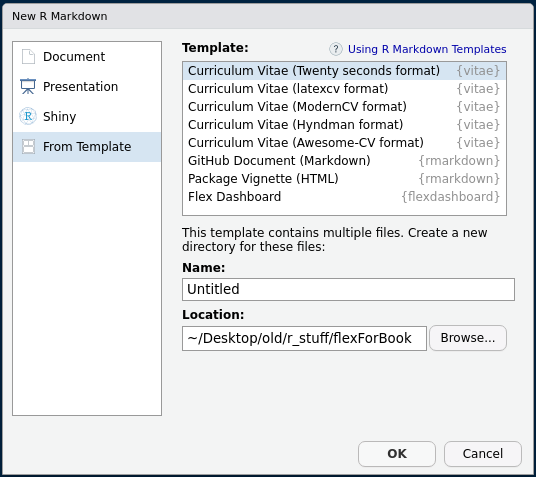 New R Markdown
Document
Presentation
R Shiny
From Template
Template:
? Using R Markdown Templates
Curriculum Vitae (Twenty seconds format) {vitae}
Curriculum Vitae (latexcv format) {vitae}
Curriculum Vitae (ModernCV format) {vitae}
Curriculum Vitae (Hyndman format) {vitae}
Curriculum Vitae (Awesome-CV format) {vitae}
GitHub Document (Markdown) {rmarkdown}
Package Vignette (HTML) {rmarkdown}
Flex Dashboard {flexdashboard}
This template contains multiple files. Create a new
directory for these files:
Name:
Untitled
Location:
~/Desktop/old/r_stuff/flexForBook Browse...
OK Cancel